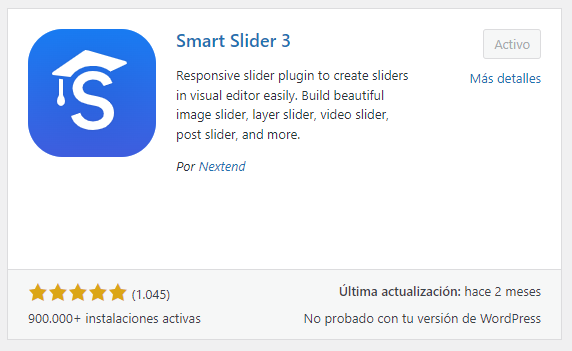 Smart Slider 3
Activo
Más detalles
Responsive slider plugin to create sliders
in visual editor easily. Build beautiful
image slider, layer slider, video slider,
post slider, and more.
Por Nextend
S
(1.045)
Última actualización: hace 2 meses
900.000+ instalaciones activas
No probado con tu versión de WordPress